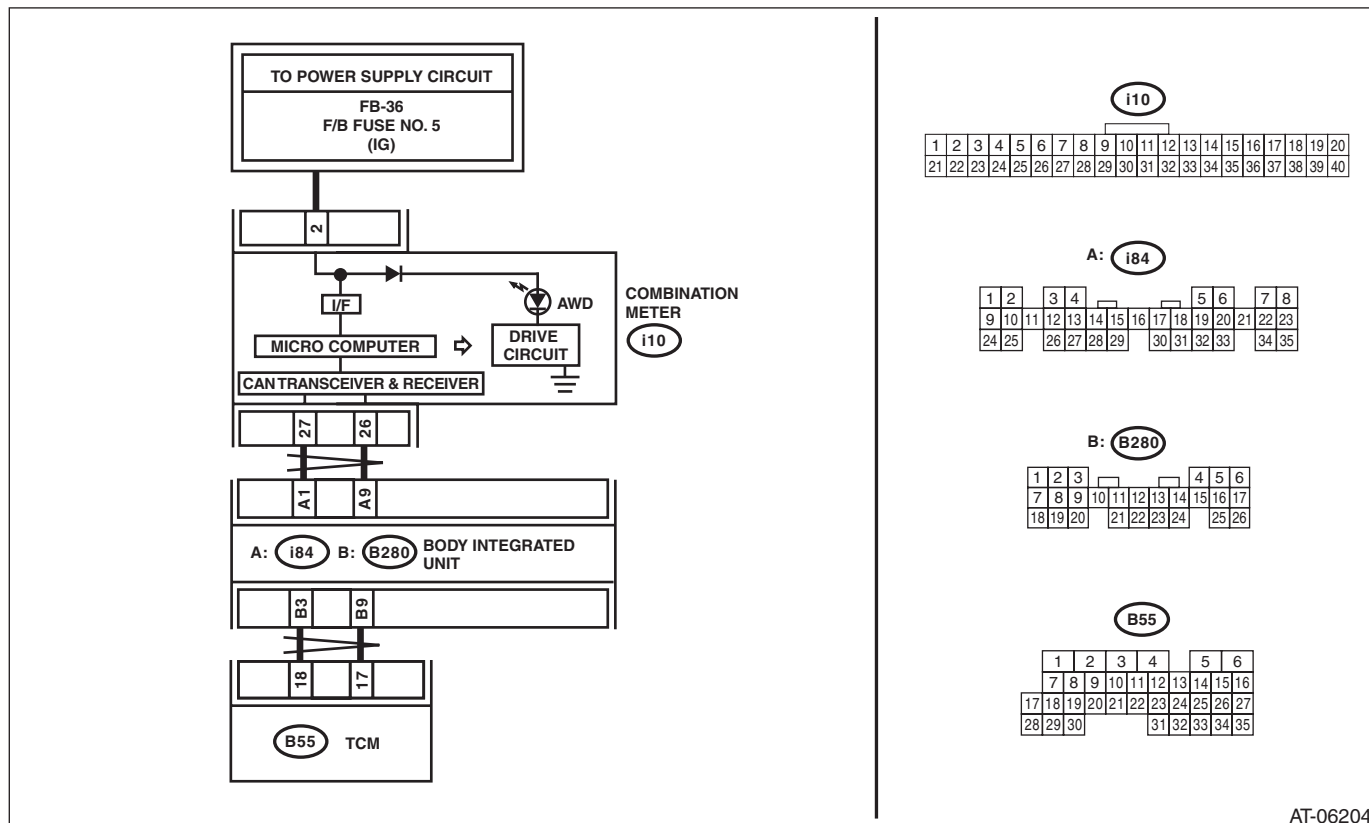 TO POWER SUPPLY CIRCUIT
FB-36
F/B FUSE NO. 5
(IG)
2
I/F
AWD
MICRO COMPUTER
DRIVE
CIRCUIT
CAN TRANSCEIVER & RECEIVER
COMBINATION
METER
i10
27 26
A1 A9
A: i84 B: B280 BODY INTEGRATED
UNIT
B3 B9
18 17
B55 TCM
i10
1 2 3 4 5 6 7 8 9 10 11 12 13 14 15 16 17 18 19 20
21 22 23 24 25 26 27 28 29 30 31 32 33 34 35 36 37 38 39 40
A: i84
1 2 3 4 5 6 7 8
9 10 11 12 13 14 15 16 17 18 19 20 21 22 23
24 25 26 27 28 29 30 31 32 33 34 35
B: B280
1 2 3 4 5 6
7 8 9 10 11 12 13 14 15 16 17
18 19 20 21 22 23 24 25 26
B55
1 2 3 4 5 6
7 8 9 10 11 12 13 14 15 16
17 18 19 20 21 22 23 24 25 26 27
28 29 30 31 32 33 34 35
AT-06204